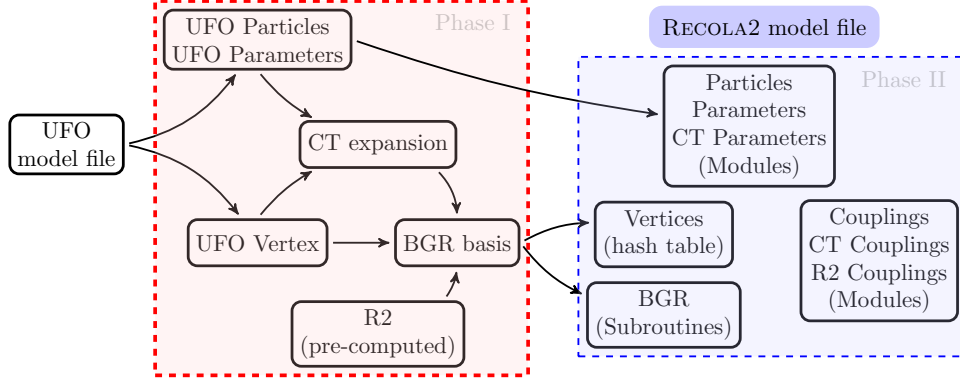 UFO Particles
UFO Parameters
Phase I
RECOLA2 model file
Phase II
Particles
Parameters
CT Parameters
(Modules)
UFO
model file
CT expansion
UFO Vertex
BGR basis
Vertices
(hash table)
Couplings
CT Couplings
R2 Couplings
(Modules)
BGR
(Subroutines)
R2
(pre-computed)